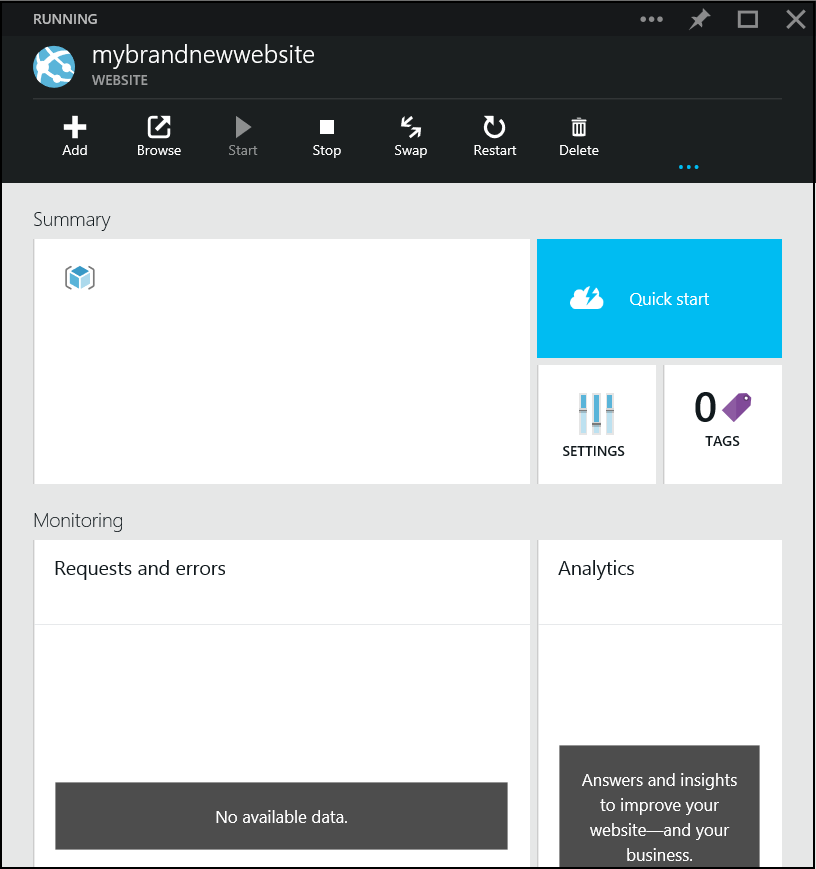 RUNNING
mybrandnewwebsite
WEBSITE
Add
Browse
Start
Stop
Swap
Restart
Delete
Summary
Quick start
SETTINGS
0
TAGS
Monitoring
Requests and errors
Analytics
No available data.
Answers and insights
to improve your
website—and your
business.